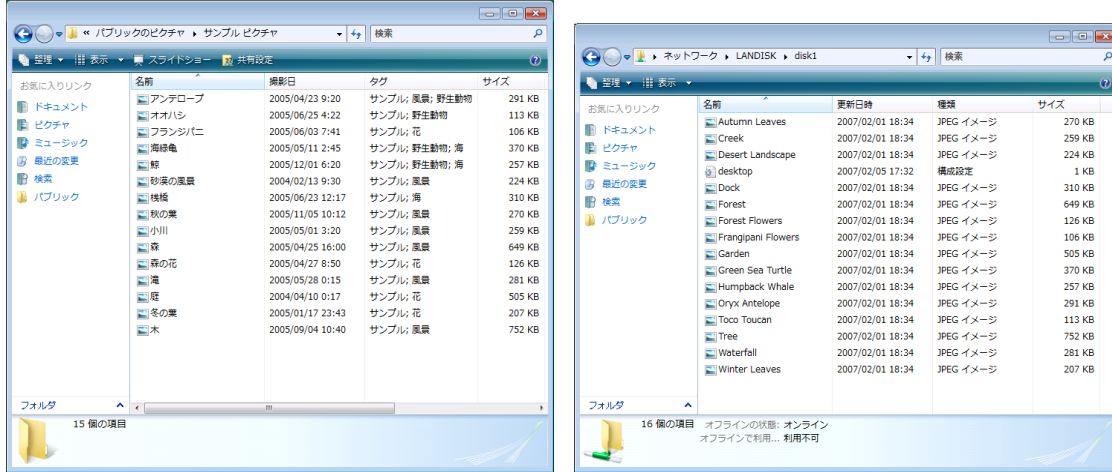 « パブリックのピクチャ ▸ サンプル ピクチャ 検索
整理 表示 スライドショー 共有設定
お気に入りリンク
ドキュメント
ピクチャ
ミュージック
最近の変更
検索
パブリック
フォルダ
名前 撮影日 タグ サイズ
アンテロープ 2005/04/23 9:20 サンプル; 風景; 野生動物 291 KB
オオハシ 2005/06/25 4:22 サンプル; 野生動物 113 KB
フランジパニ 2005/06/03 7:41 サンプル; 花 106 KB
海緑亀 2005/05/11 2:45 サンプル; 野生動物; 海 370 KB
鯨 2005/12/01 6:20 サンプル; 野生動物; 海 257 KB
砂漠の風景 2004/02/13 9:30 サンプル; 風景 224 KB
桟橋 2005/06/23 12:17 サンプル; 海 310 KB
秋の葉 2005/11/05 10:12 サンプル; 風景 270 KB
小川 2005/05/01 3:20 サンプル; 風景 259 KB
森 2005/04/25 16:00 サンプル; 風景 649 KB
森の花 2005/04/27 8:50 サンプル; 花 126 KB
滝 2005/05/28 0:15 サンプル; 風景 281 KB
庭 2004/04/10 0:17 サンプル; 花 505 KB
冬の葉 2005/01/17 23:43 サンプル; 花 207 KB
木 2005/09/04 10:40 サンプル; 風景 752 KB
15 個の項目
▸ ネットワーク ▸ LANDISK ▸ disk1 検索
整理 表示
お気に入りリンク
ドキュメント
ピクチャ
ミュージック
最近の変更
検索
パブリック
フォルダ
名前 更新日時 種類 サイズ
Autumn Leaves 2007/02/01 18:34 JPEG イメージ 270 KB
Creek 2007/02/01 18:34 JPEG イメージ 259 KB
Desert Landscape 2007/02/01 18:34 JPEG イメージ 224 KB
desktop 2007/02/05 17:32 構成設定 1 KB
Dock 2007/02/01 18:34 JPEG イメージ 310 KB
Forest 2007/02/01 18:34 JPEG イメージ 649 KB
Forest Flowers 2007/02/01 18:34 JPEG イメージ 126 KB
Frangipani Flowers 2007/02/01 18:34 JPEG イメージ 106 KB
Garden 2007/02/01 18:34 JPEG イメージ 505 KB
Green Sea Turtle 2007/02/01 18:34 JPEG イメージ 370 KB
Humpback Whale 2007/02/01 18:34 JPEG イメージ 257 KB
Oryx Antelope 2007/02/01 18:34 JPEG イメージ 291 KB
Toco Toucan 2007/02/01 18:34 JPEG イメージ 113 KB
Tree 2007/02/01 18:34 JPEG イメージ 752 KB
Waterfall 2007/02/01 18:34 JPEG イメージ 281 KB
Winter Leaves 2007/02/01 18:34 JPEG イメージ 207 KB
16 個の項目 オフラインの状態: オンライン
オフラインで利用... 利用不可